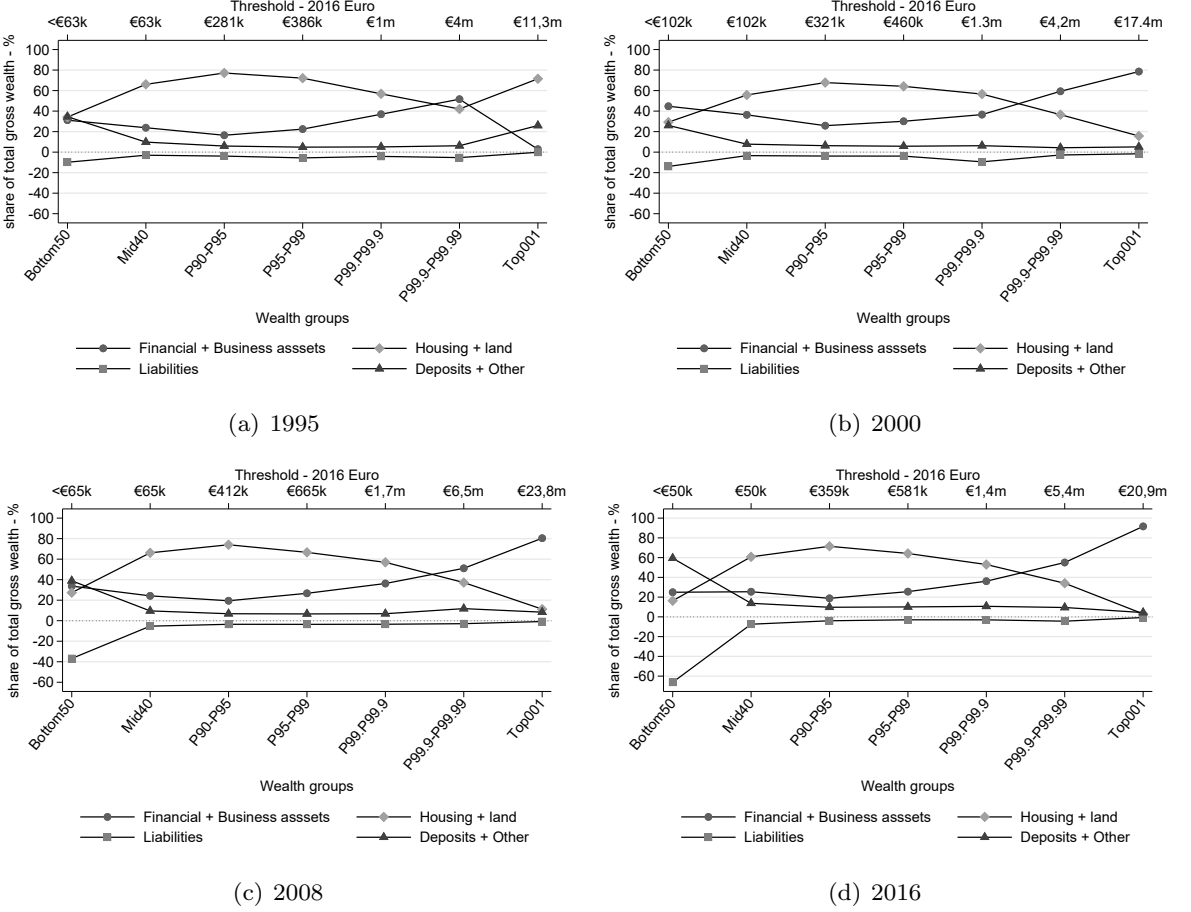 Threshold - 2016 Euro
<€63k €63k €281k €386k €1m €4m €11,3m
share of total gross wealth - %
100
80
60
40
20
0
-20
-40
-60
Bottom50 Mid40 P90-P95 P95-P99 P99.P99.9 P99.9-P99.99 Top001
Wealth groups
Financial + Business asssets Housing + land
Liabilities Deposits + Other
(a) 1995
Threshold - 2016 Euro
<€102k €102k €321k €460k €1.3m €4,2m €17.4m
share of total gross wealth - %
100
80
60
40
20
0
-20
-40
-60
Bottom50 Mid40 P90-P95 P95-P99 P99.P99.9 P99.9-P99.99 Top001
Wealth groups
Financial + Business asssets Housing + land
Liabilities Deposits + Other
(b) 2000
Threshold - 2016 Euro
<€65k €65k €412k €665k €1,7m €6,5m €23,8m
share of total gross wealth - %
100
80
60
40
20
0
-20
-40
-60
Bottom50 Mid40 P90-P95 P95-P99 P99.P99.9 P99.9-P99.99 Top001
Wealth groups
Financial + Business asssets Housing + land
Liabilities Deposits + Other
(c) 2008
Threshold - 2016 Euro
<€50k €50k €359k €581k €1,4m €5,4m €20,9m
share of total gross wealth - %
100
80
60
40
20
0
-20
-40
-60
Bottom50 Mid40 P90-P95 P95-P99 P99.P99.9 P99.9-P99.99 Top001
Wealth groups
Financial + Business asssets Housing + land
Liabilities Deposits + Other
(d) 2016